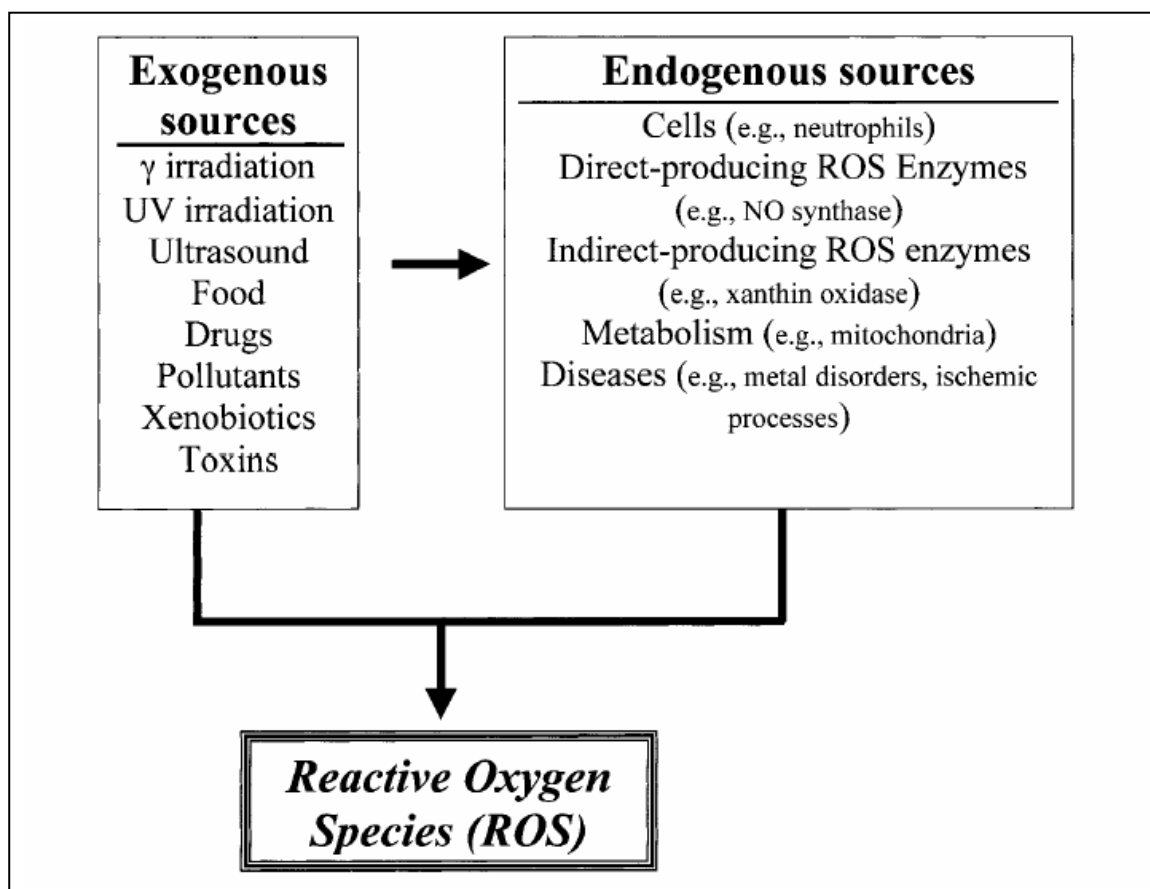 Exogenous
sources
γ irradiation
UV irradiation
Ultrasound
Food
Drugs
Pollutants
Xenobiotics
Toxins
Endogenous sources
Cells (e.g., neutrophils)
Direct-producing ROS Enzymes
(e.g., NO synthase)
Indirect-producing ROS enzymes
(e.g., xanthin oxidase)
Metabolism (e.g., mitochondria)
Diseases (e.g., metal disorders, ischemic
processes)
Reactive Oxygen
Species (ROS)